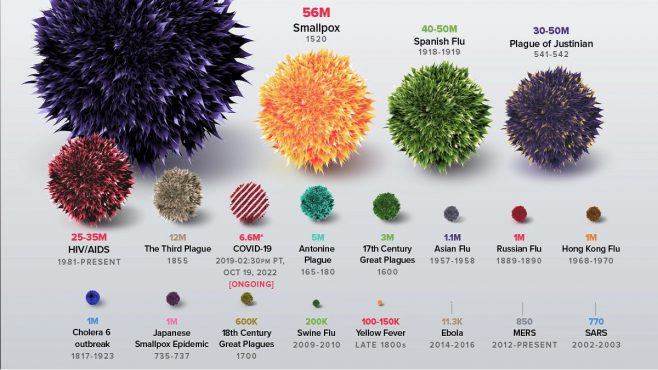 56M
Smallpox
1520
40-50M
Spanish Flu
1918-1919
30-50M
Plague of Justinian
541-542
25-35M
HIV/AIDS
1981-PRESENT
12M
The Third Plague
1855
6.6M*
COVID-19
2019-02:30PM PT,
OCT 19, 2022
[ONGOING]
5M
Antonine
Plague
165-180
3M
17th Century
Great Plagues
1600
1.1M
Asian Flu
1957-1958
1M
Russian Flu
1889-1890
1M
Hong Kong Flu
1968-1970
1M
Cholera 6
outbreak
1817-1923
1M
Japanese
Smallpox Epidemic
735-737
600K
18th Century
Great Plagues
1700
200K
Swine Flu
2009-2010
100-150K
Yellow Fever
LATE 1800s
11.3K
Ebola
2014-2016
850
MERS
2012-PRESENT
770
SARS
2002-2003